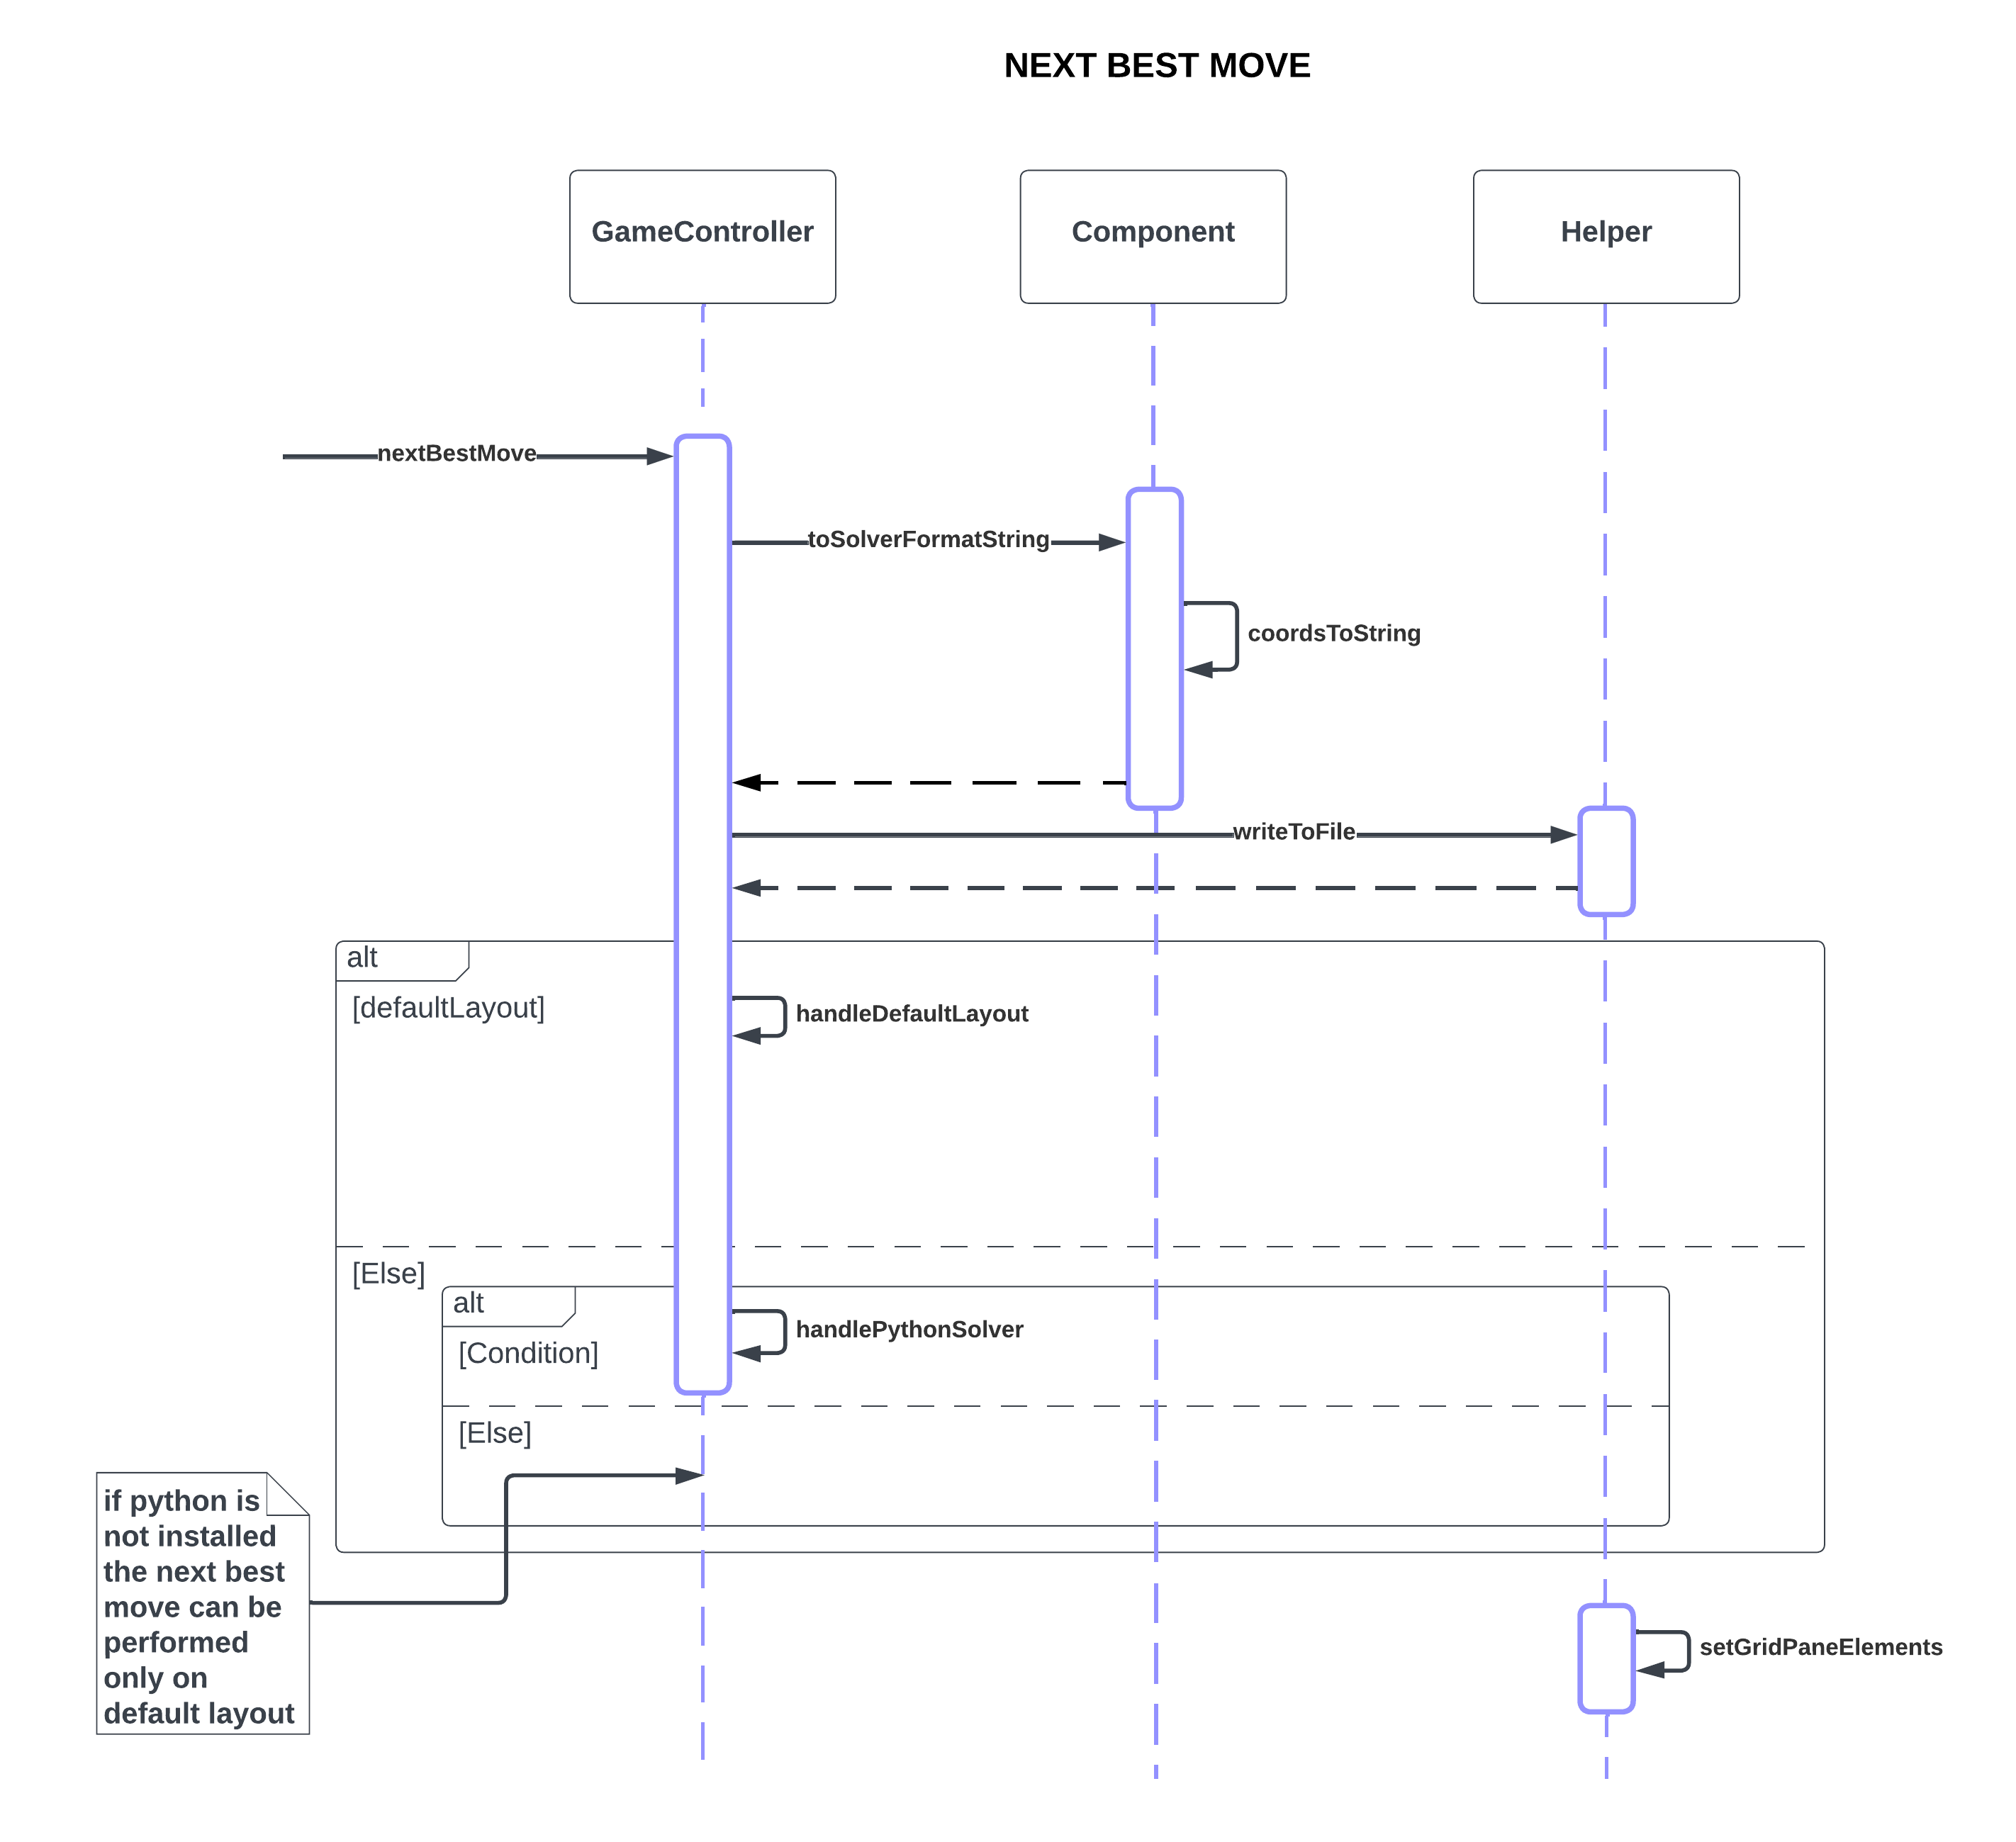 NEXT BEST MOVE
GameController
Component
Helper
nextBestMove
toSolverFormatString
coordsToString
writeToFile
alt
[defaultLayout]
handleDefaultLayout
[Else]
alt
handlePythonSolver
[Condition]
[Else]
if python is
not installed
the next best
move can be
performed
only on
default layout
setGridPaneElements